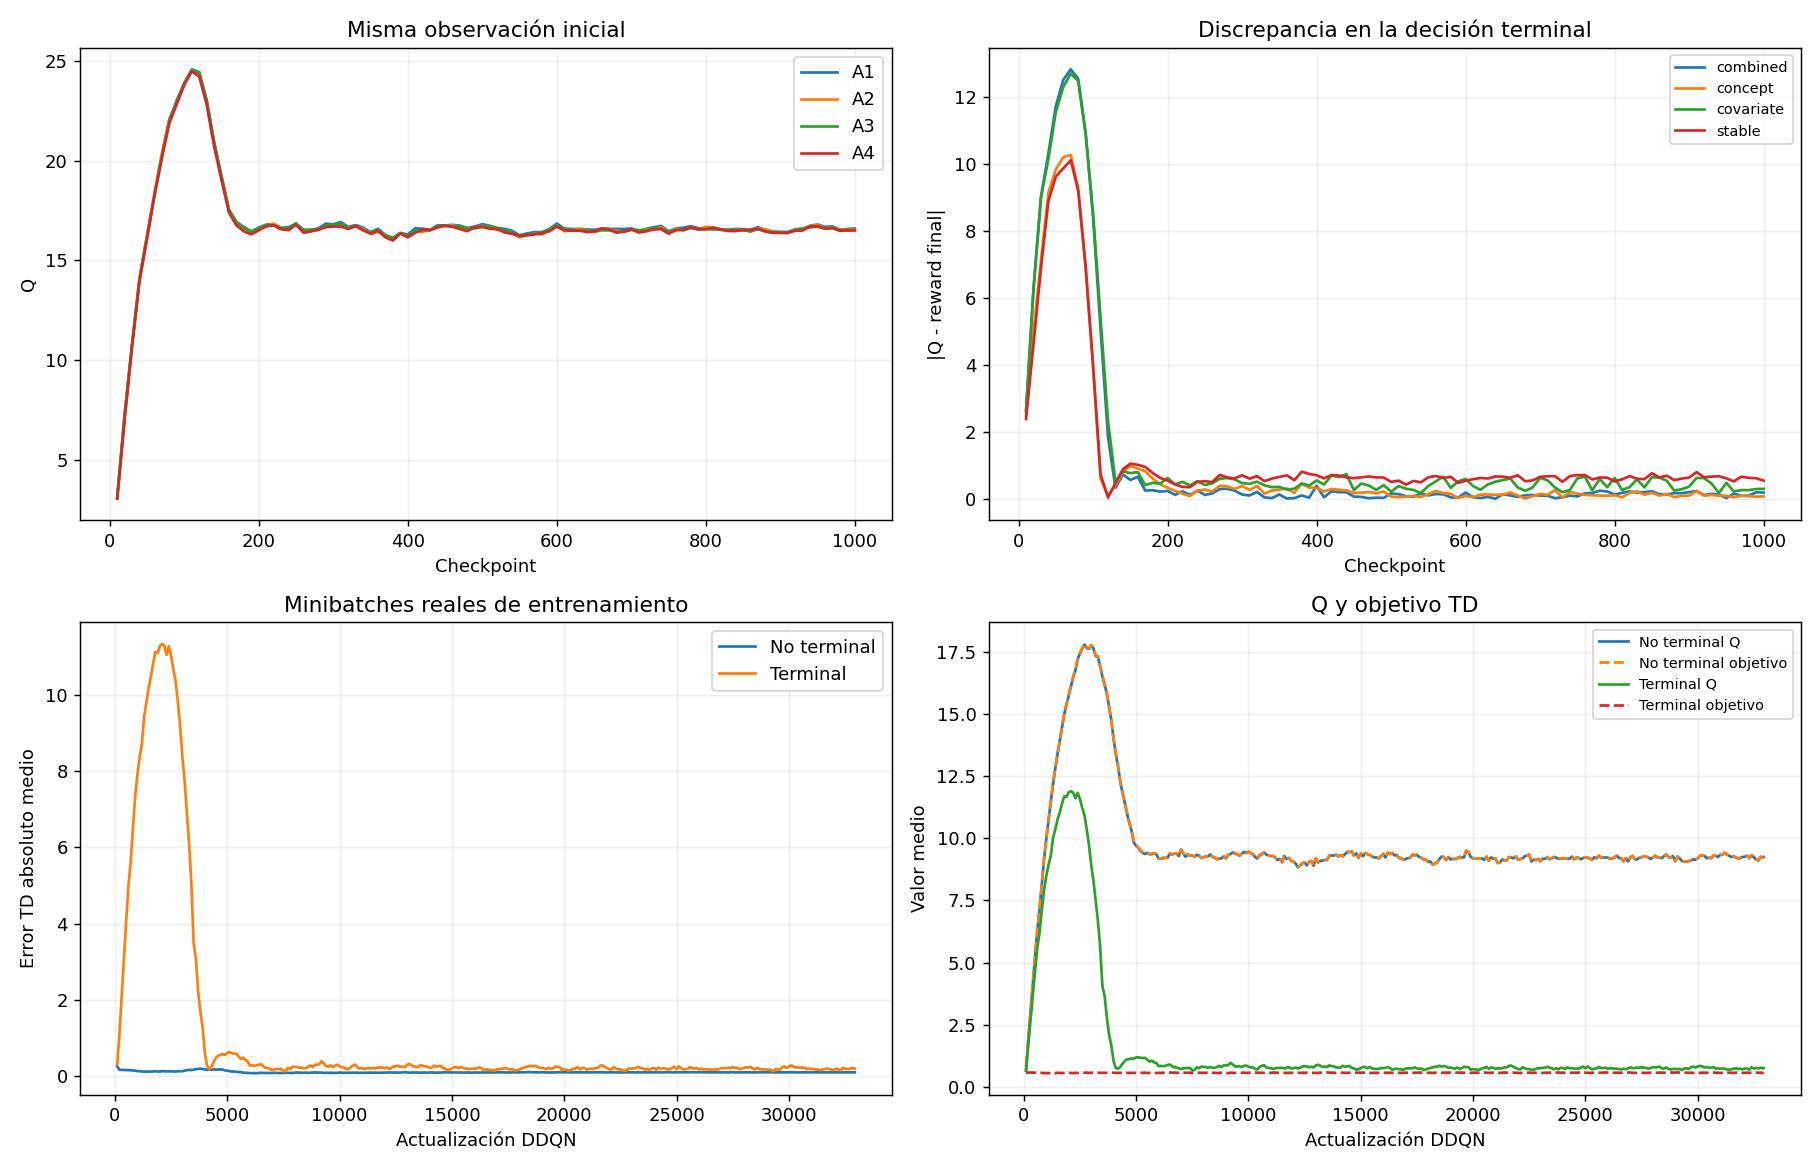 Misma observación inicial
25
20
15
10
5
Q
0
200
400
600
800
1000
Checkpoint
A1
A2
A3
A4
Discrepancia en la decisión terminal
12
10
8
6
4
2
0
|Q - reward final|
0
200
400
600
800
1000
Checkpoint
combined
concept
covariate
stable
Minibatches reales de entrenamiento
10
8
6
4
2
0
Error TD absoluto medio
0
5000
10000
15000
20000
25000
30000
Actualización DDQN
No terminal
Terminal
Q y objetivo TD
17.5
15.0
12.5
10.0
7.5
5.0
2.5
0.0
Valor medio
0
5000
10000
15000
20000
25000
30000
Actualización DDQN
No terminal Q
No terminal objetivo
Terminal Q
Terminal objetivo